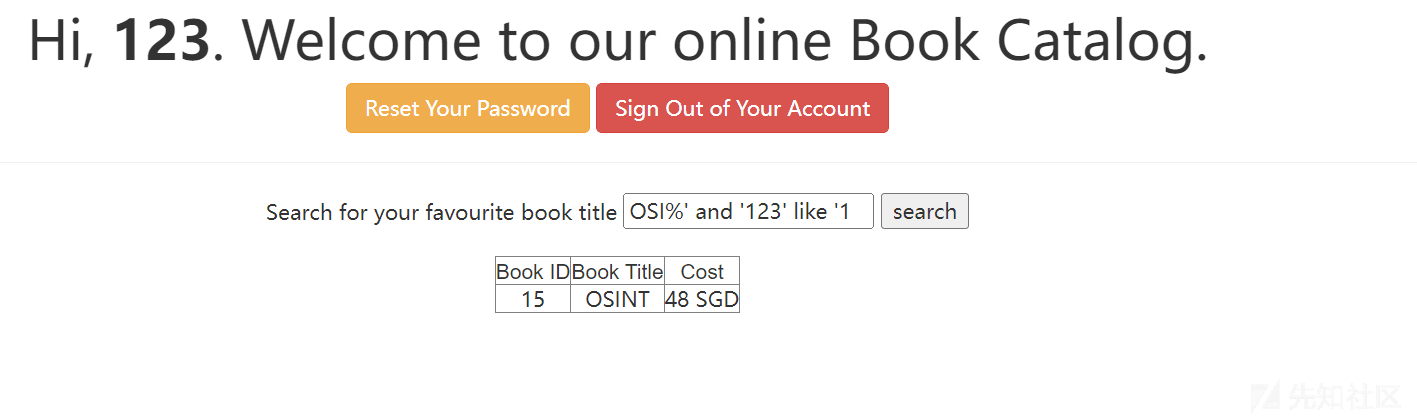 Hi, 123. Welcome to our online Book Catalog.
Reset Your Password Sign Out of Your Account
Search for your favourite book title OSI%' and '123' like '1 search
Book ID Book Title Cost
15 OSINT 48 SGD
先知社区